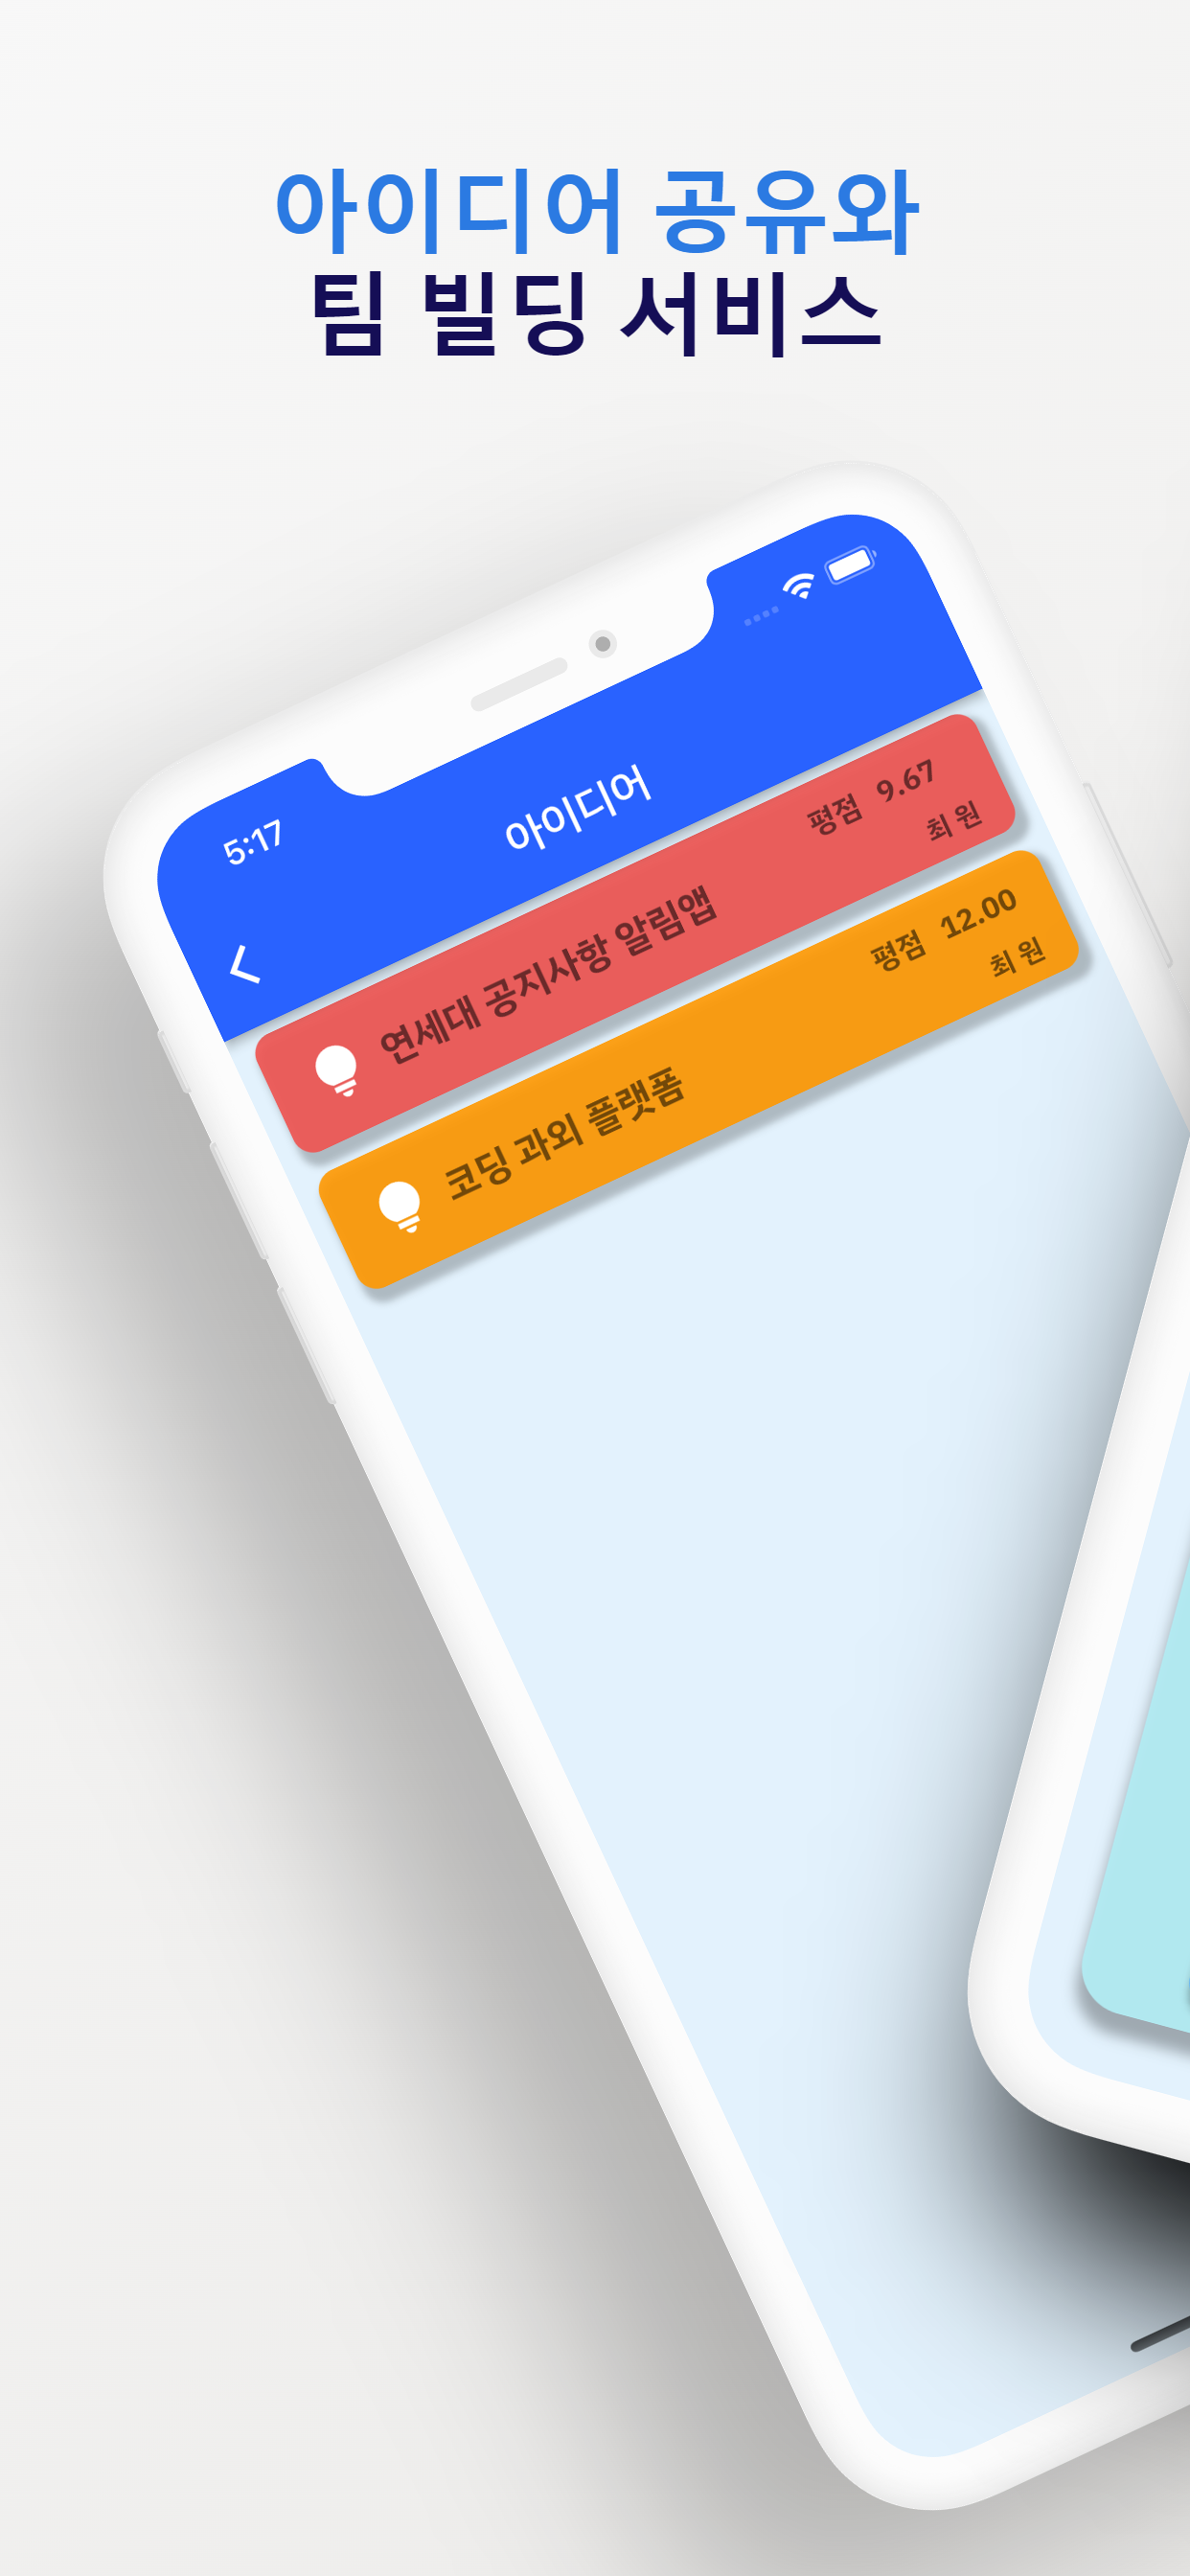 아이디어 공유와
팀 빌딩 서비스
5:17
아이디어
연세대 공지사항 알림앱
평점 9.67
최 원
코딩 과외 플랫폼
평점 12.00
최 원